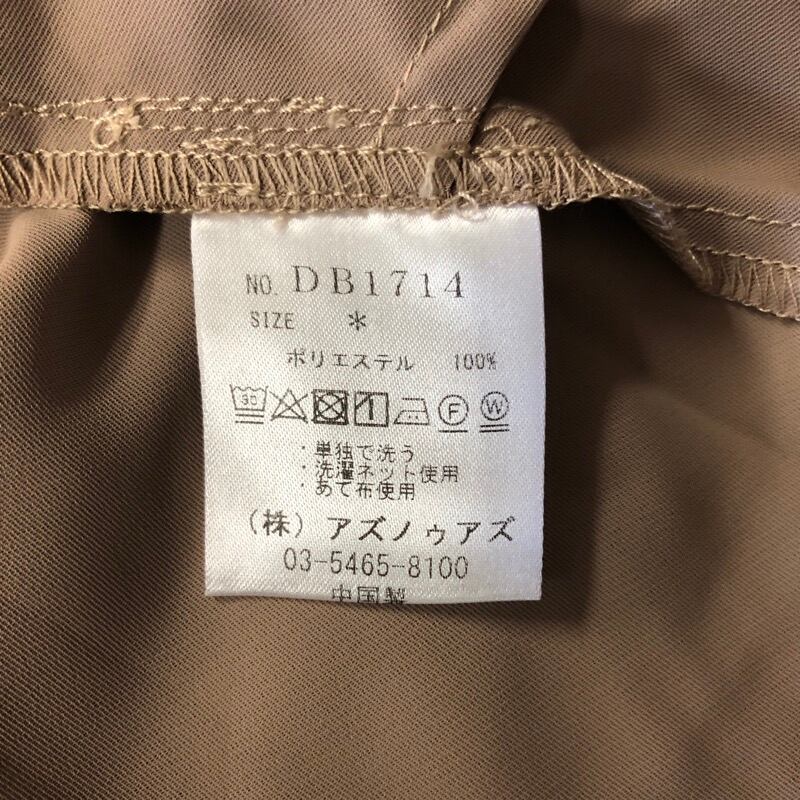 NO. DB1714
SIZE *
ポリエステル 100%
30 F W
・単独で洗う
・洗濯ネット使用
・あて布使用
(株) アズノゥアズ
03-5465-8100
中国製